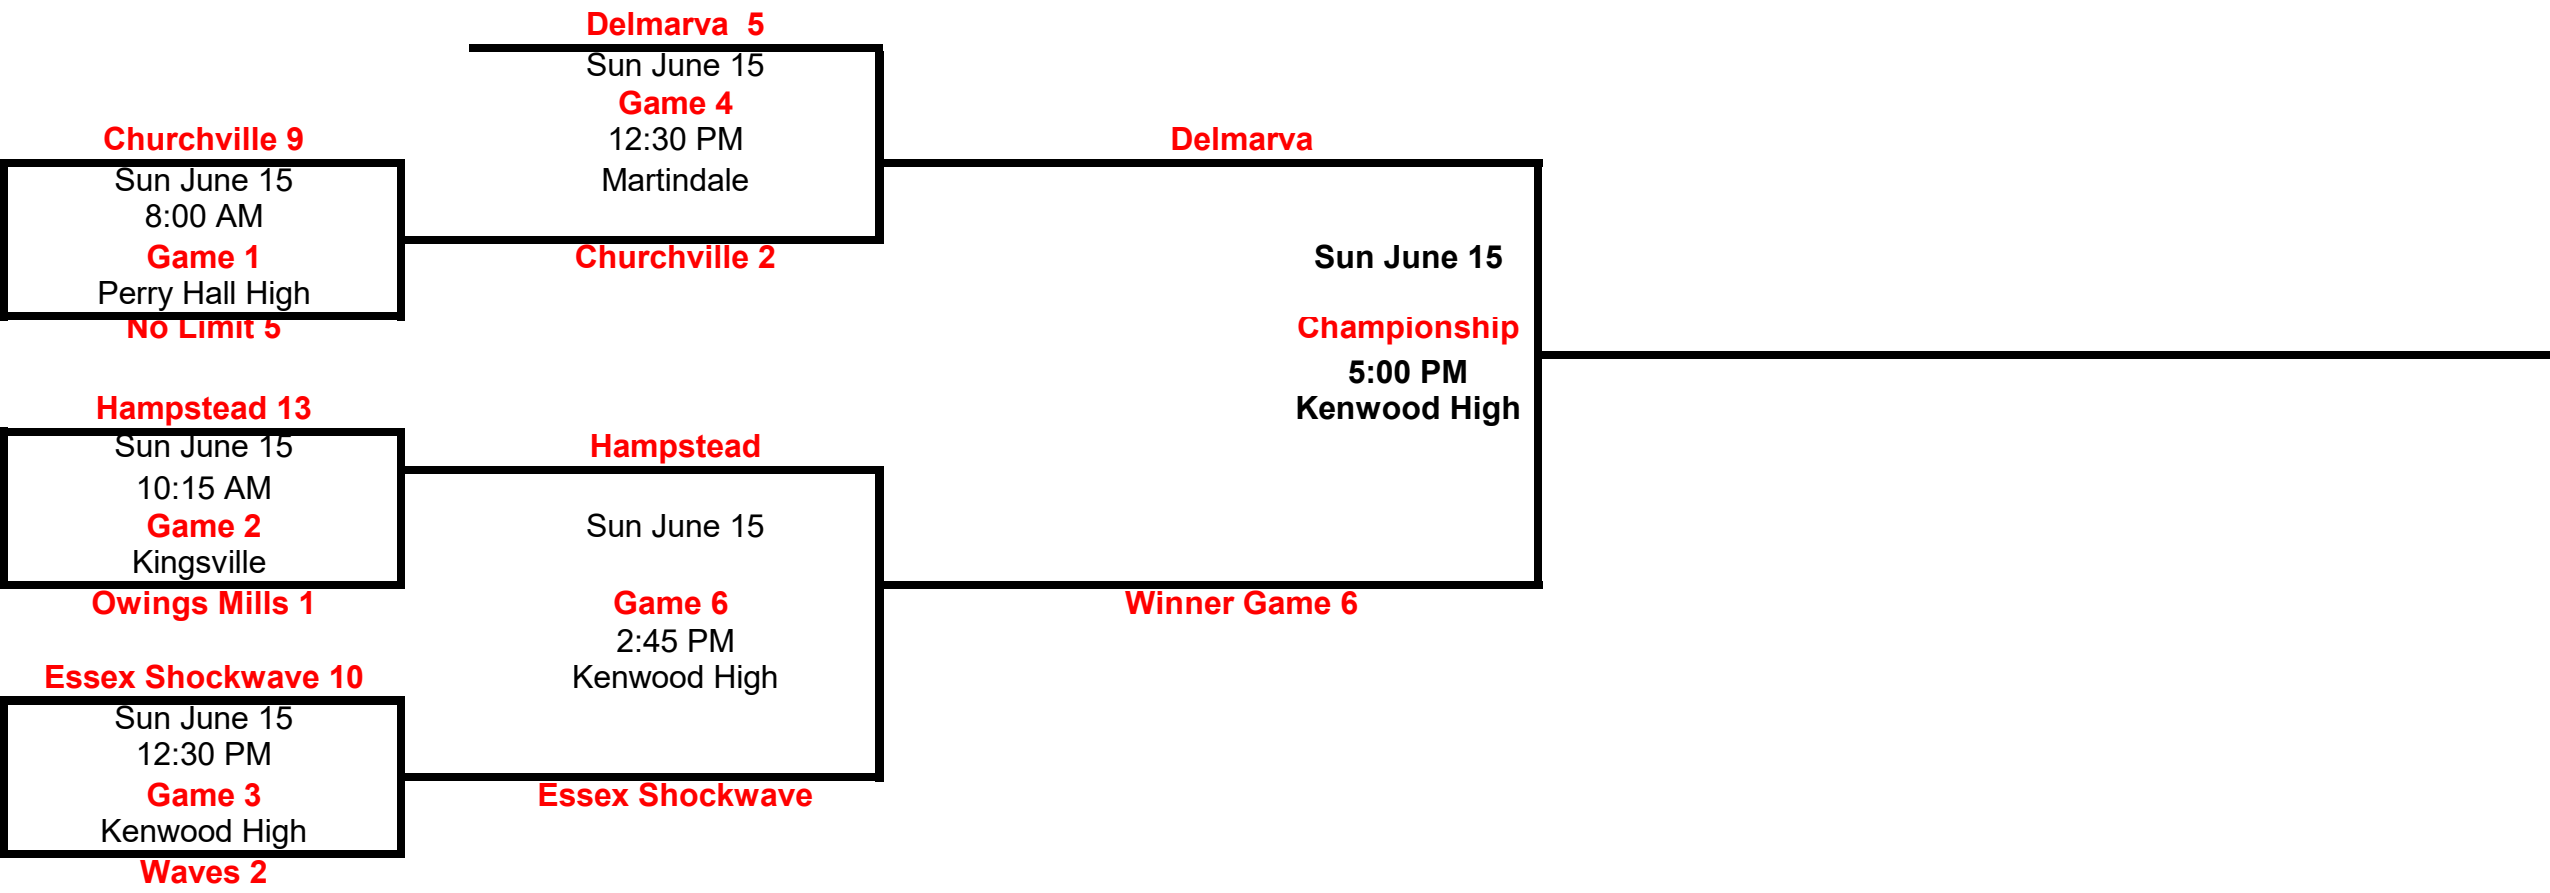 Delmarva  5
Sun June 15
Game 4
12:30 PM
Martindale
Churchville 2
Churchville 9
Sun June 15
8:00 AM
Game 1
Perry Hall High
No Limit 5
Hampstead 13
Sun June 15
10:15 AM
Game 2
Kingsville
Owings Mills 1
Essex Shockwave 10
Sun June 15
12:30 PM
Game 3
Kenwood High
Waves 2
Hampstead
Sun June 15
Game 6
2:45 PM
Kenwood High
Essex Shockwave
Delmarva
Sun June 15
Championship
5:00 PM
Kenwood High
Winner Game 6